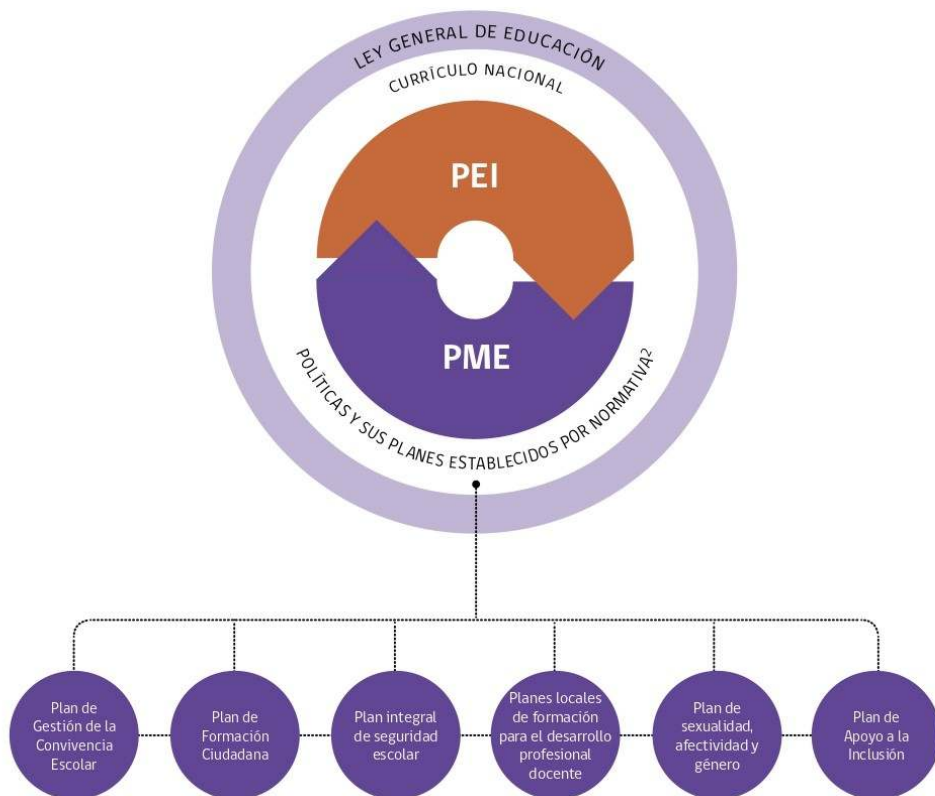 LEY GENERAL DE EDUCACIÓN
CURRÍCULO NACIONAL
PEI
PME
POLÍTICAS Y SUS PLANES ESTABLECIDOS POR NORMATIVA²
Plan de
Gestión de la
Convivencia
Escolar
Plan de
Formación
Ciudadana
Plan integral
de seguridad
escolar
Planes locales
de formación
para el desarrollo
profesional
docente
Plan de
sexualidad,
afectividad y
género
Plan de
Apoyo a la
Inclusión